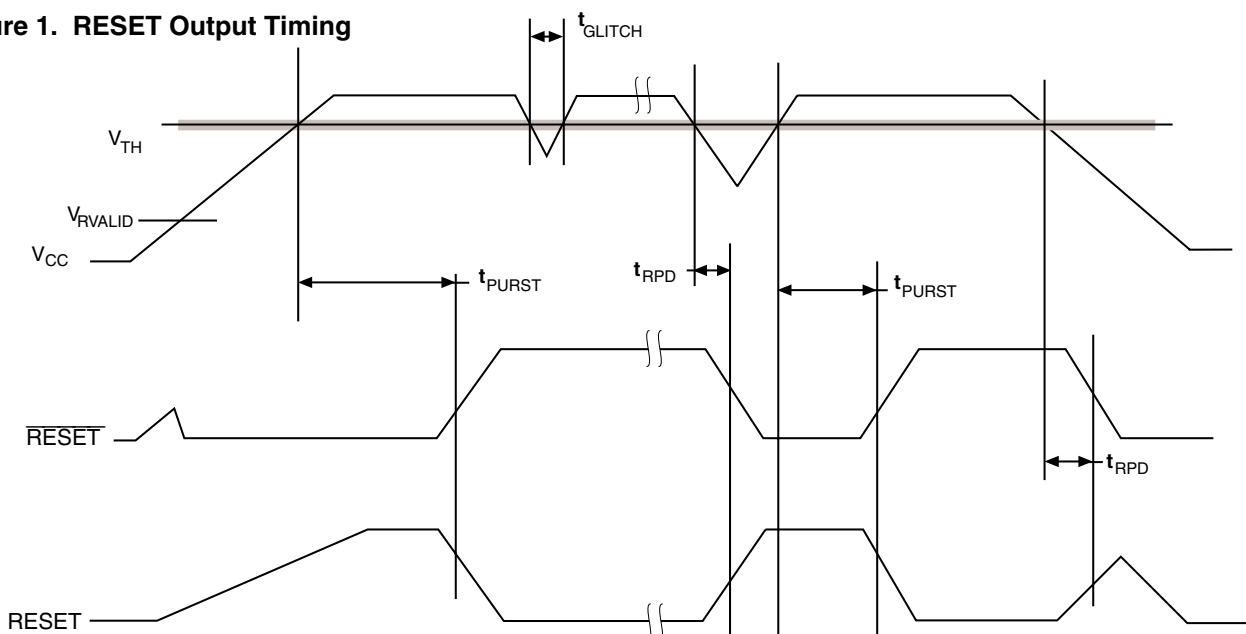 ure 1. RESET Output Timing
tGLITCH
VTH
VRVALID
VCC
tPURST
tRPD
tPURST
RESET
tRPD
RESET